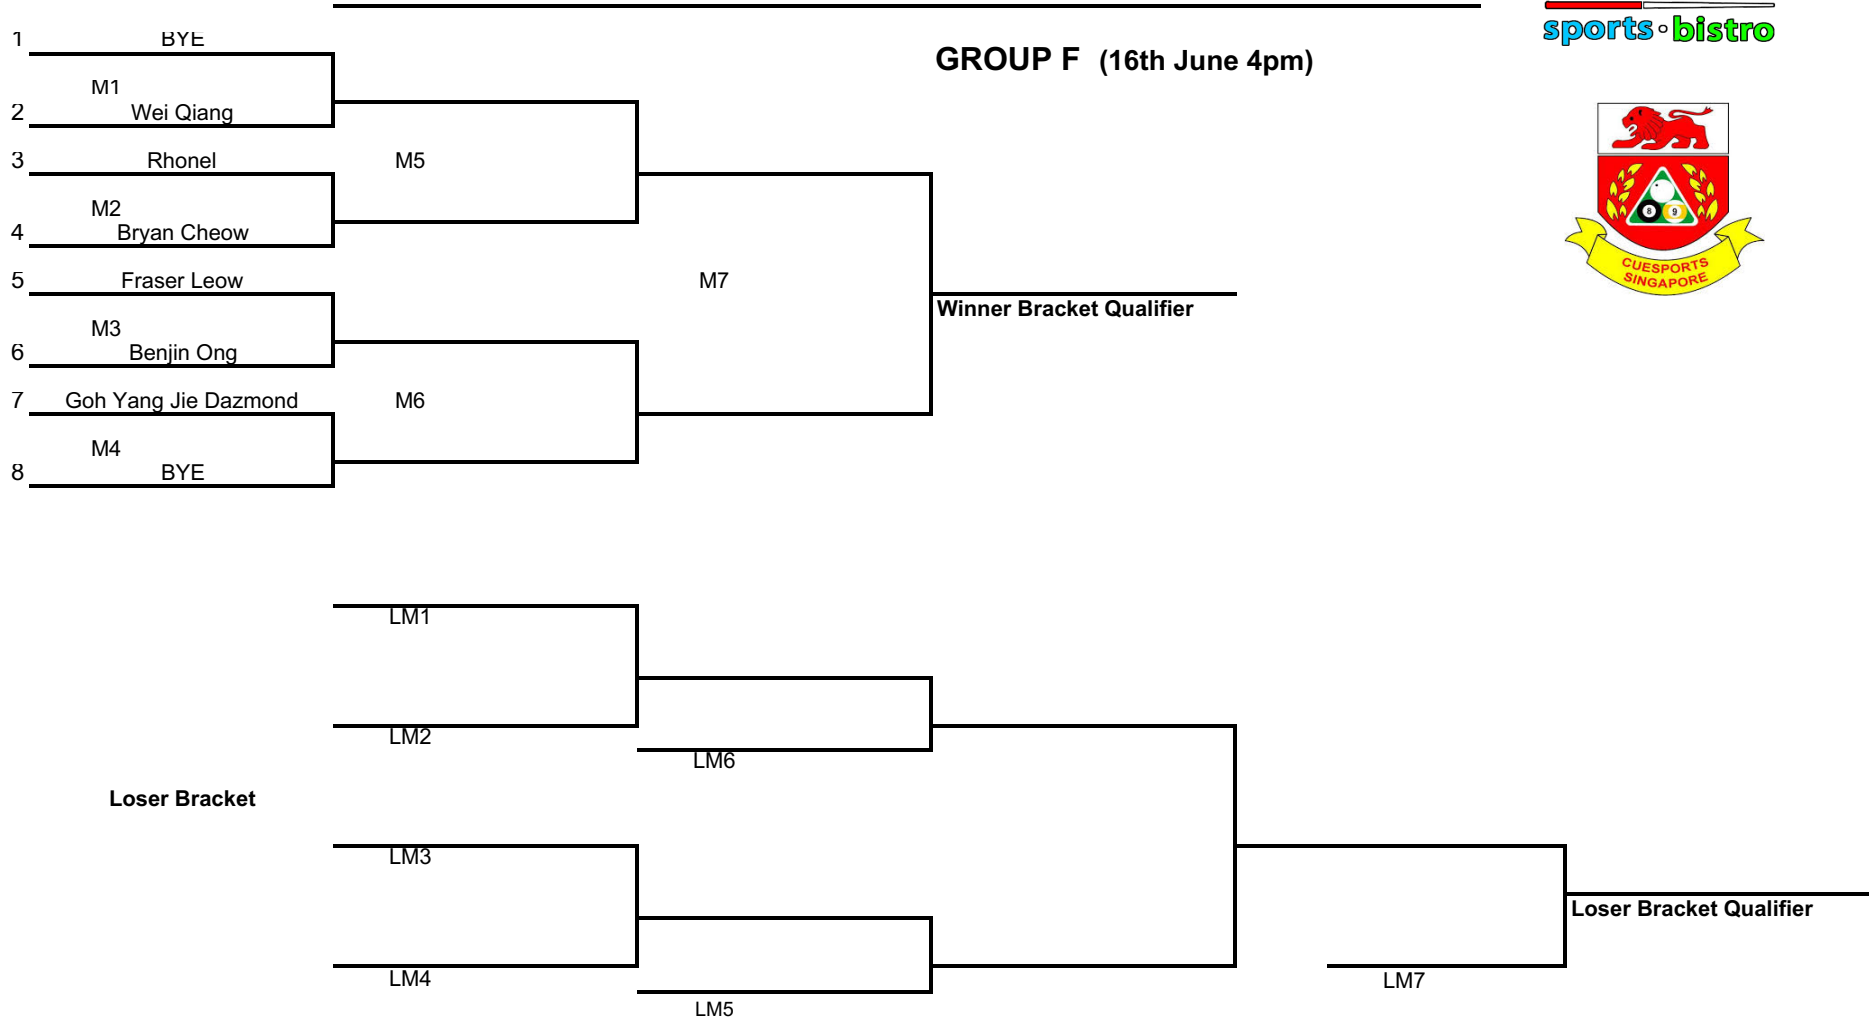 sports bistro
GROUP F (16th June 4pm)
1 BYE
M1
2 Wei Qiang
3 Rhonel
M5
M2
4 Bryan Cheow
5 Fraser Leow
M7
M3
6 Benjin Ong
7 Goh Yang Jie Dazmond
M6
M4
8 BYE
Winner Bracket Qualifier
8 9
CUESPORTS
SINGAPORE
LM1
LM2
LM6
Loser Bracket
LM3
LM4
LM5
LM7
Loser Bracket Qualifier